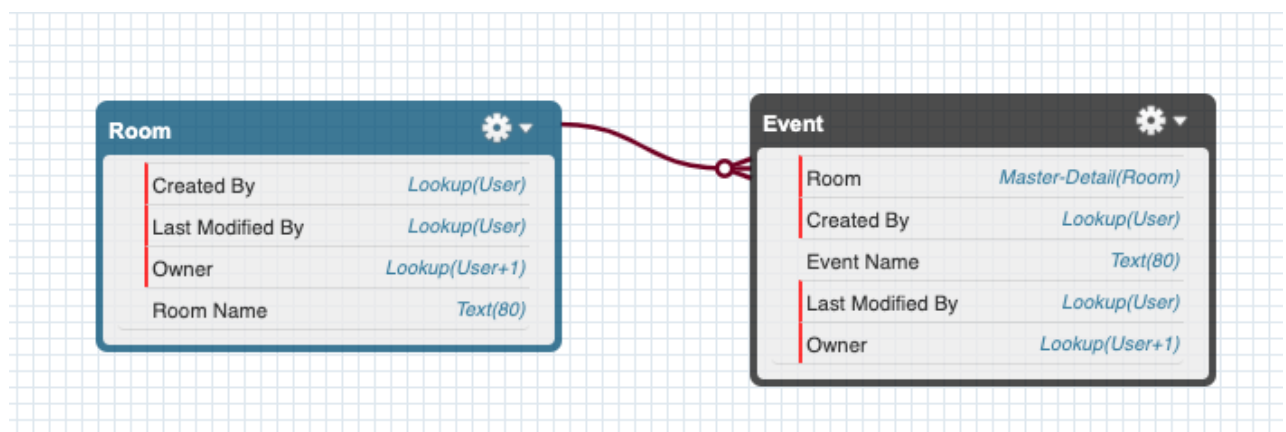 Room
Created By Lookup(User)
Last Modified By Lookup(User)
Owner Lookup(User+1)
Room Name Text(80)
Event
Room Master-Detail(Room)
Created By Lookup(User)
Event Name Text(80)
Last Modified By Lookup(User)
Owner Lookup(User+1)